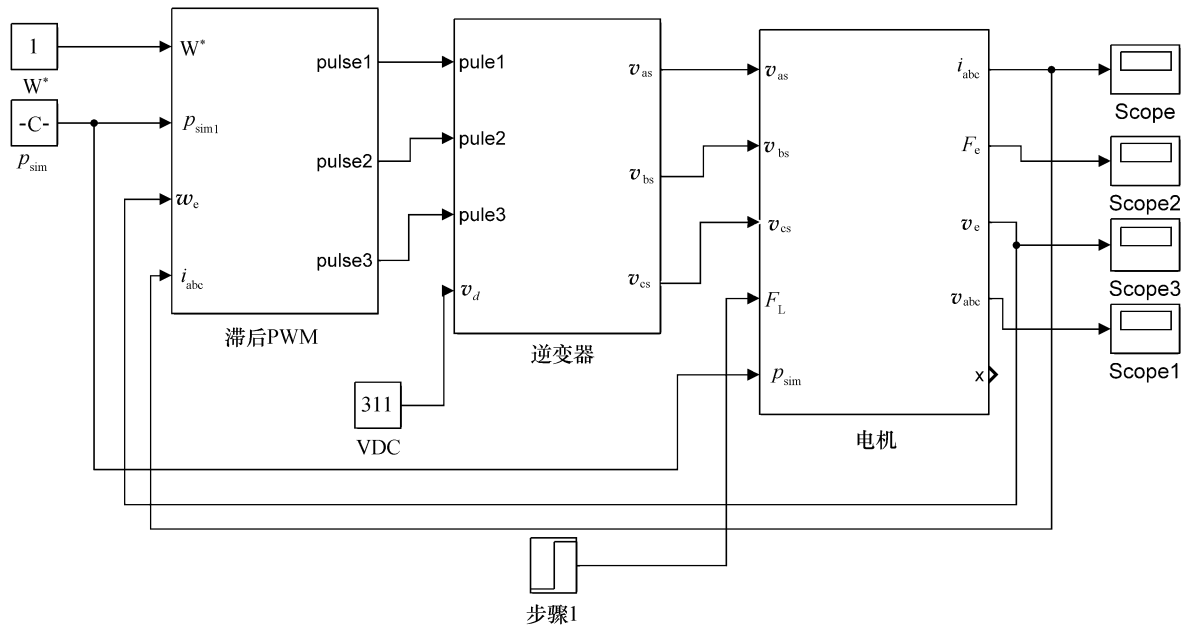 1
W*
-C-
p_sim
W*
p_sim1
w_e
i_abc
pulse1
pulse2
pulse3
滞后PWM
pule1
pule2
pule3
v_d
v_as
v_bs
v_cs
逆变器
311
VDC
v_as
v_bs
v_cs
F_L
p_sim
i_abc
F_e
v_e
v_abc
x
电机
Scope
Scope2
Scope3
Scope1
步骤1